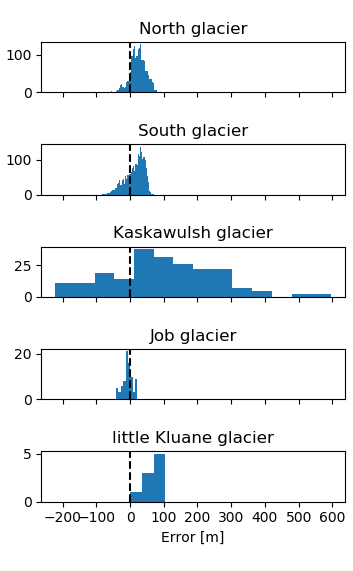 North glacier
100
0
South glacier
100
0
Kaskawulsh glacier
25
0
Job glacier
20
0
little Kluane glacier
5
0
−200 −100 0 100 200 300 400 500 600
Error [m]